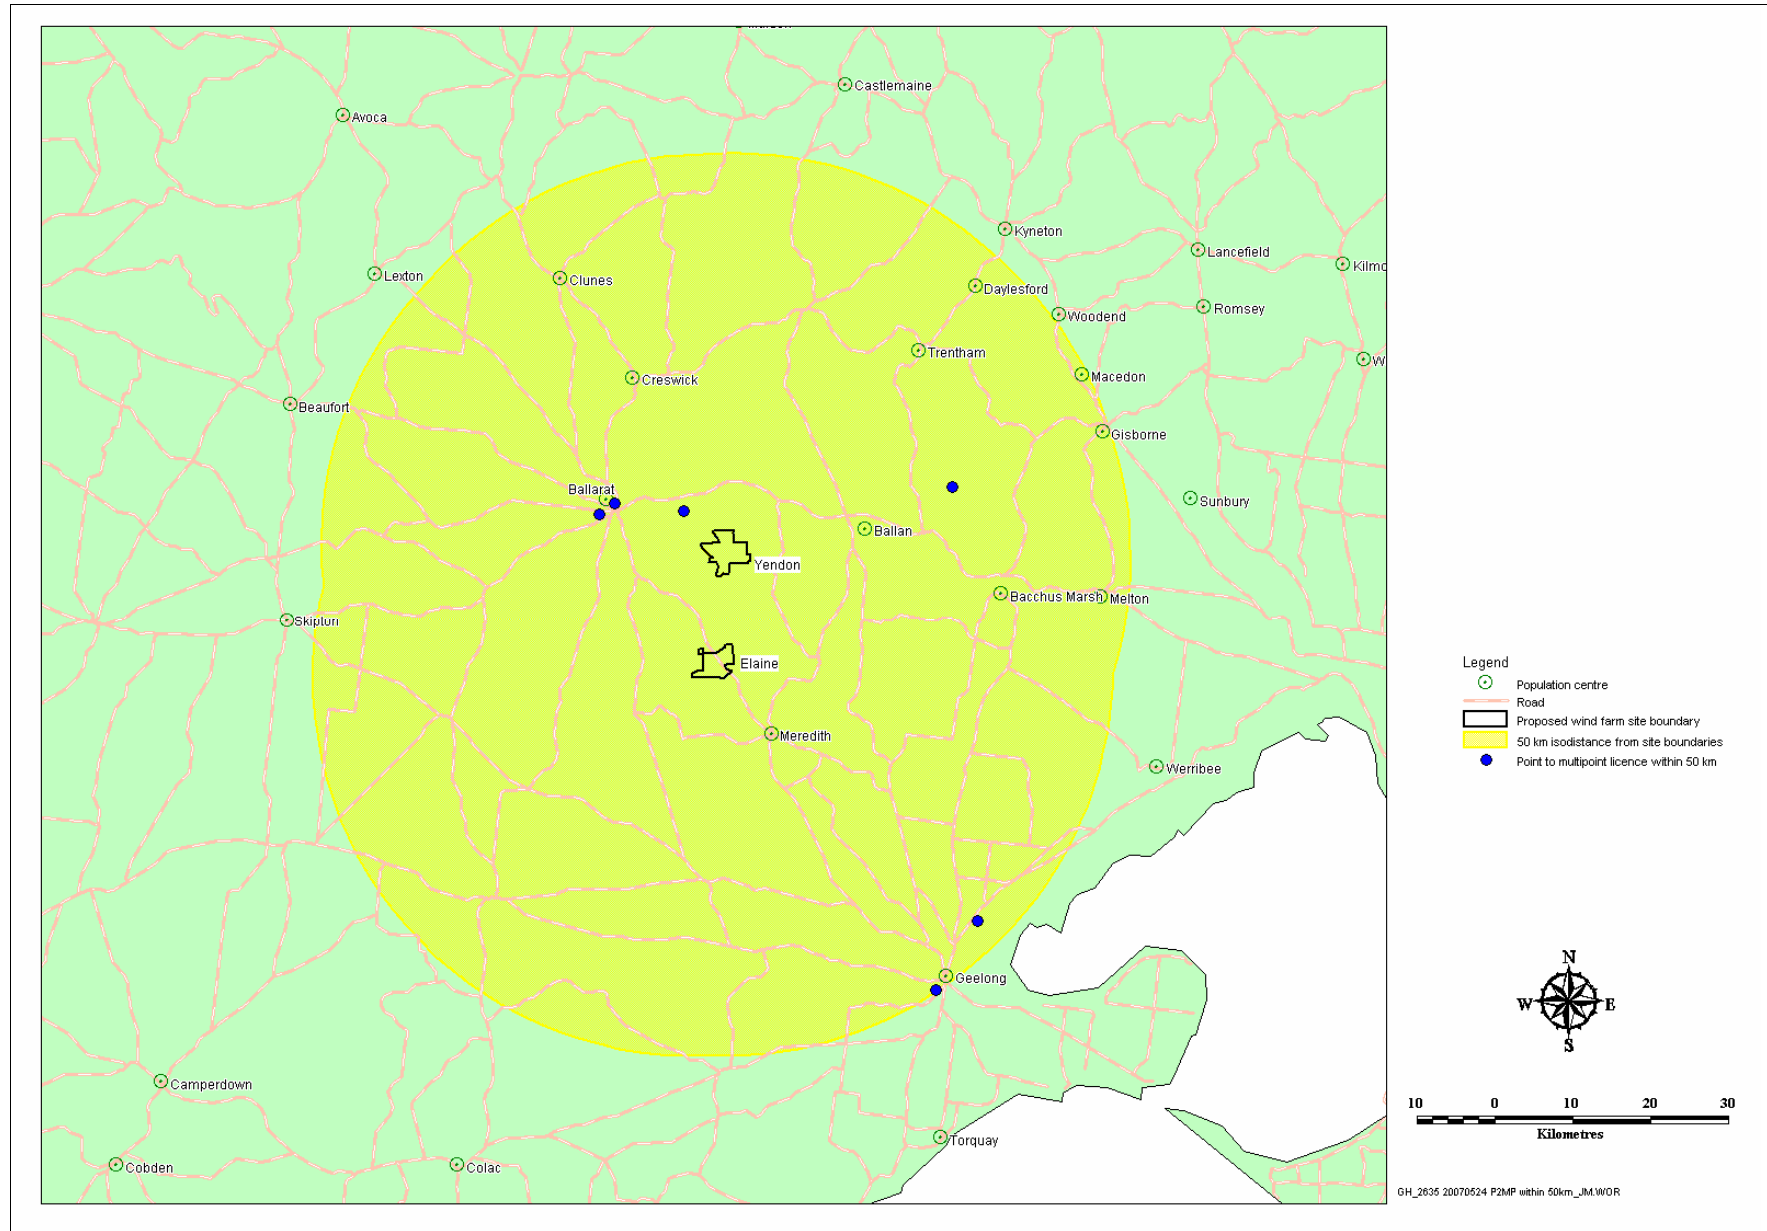 Castlemaine
Avoca
Kyneton
Lancefield
Kilmo
Lexton
Clunes
Daylesford
Romsey
Woodend
Trentham
W
Macedon
Creswick
Beaufort
Gisborne
Ballarat
Sunbury
Ballan
Yendon
Bacchus Marsh
Melton
Skipton
Elaine
Meredith
Werribee
Geelong
Camperdown
Torquay
Cobden
Colac
Legend
Population centre
Road
Proposed wind farm site boundary
50 km isodistance from site boundaries
Point to multipoint licence within 50 km
N
W E
S
10 0 10 20 30
Kilometres
GH_2635 20070524 P2MP within 50km_JM.WOR